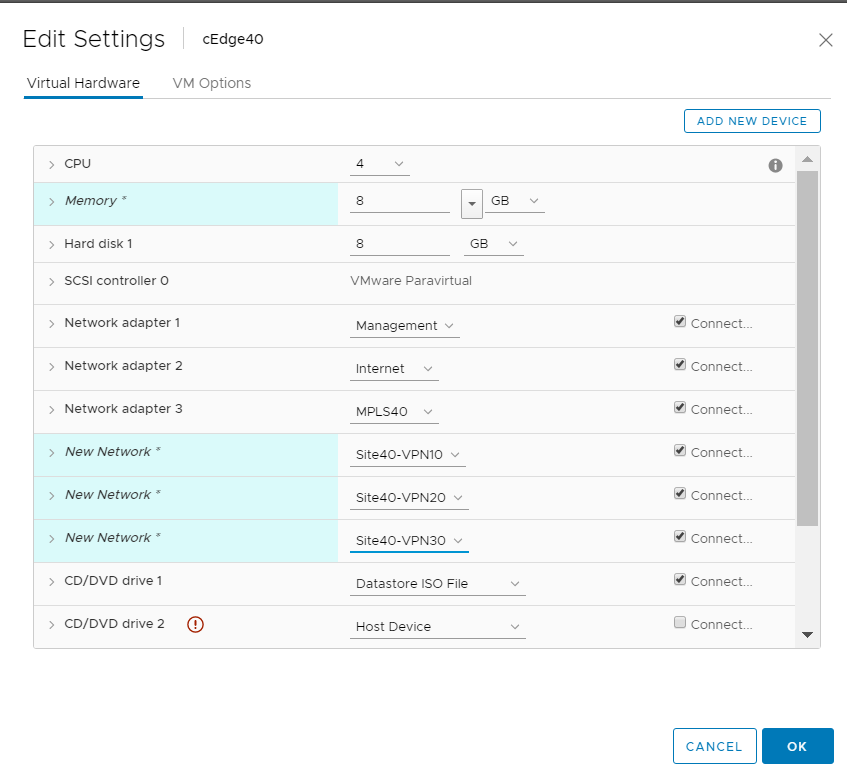 Edit Settings cEdge40
Virtual Hardware VM Options
ADD NEW DEVICE
CPU 4
Memory * 8 GB
Hard disk 1 8 GB
SCSI controller 0 VMware Paravirtual
Network adapter 1 Management Connect...
Network adapter 2 Internet Connect...
Network adapter 3 MPLS40 Connect...
New Network * Site40-VPN10 Connect...
New Network * Site40-VPN20 Connect...
New Network * Site40-VPN30 Connect...
CD/DVD drive 1 Datastore ISO File Connect...
CD/DVD drive 2 Host Device Connect...
CANCEL OK